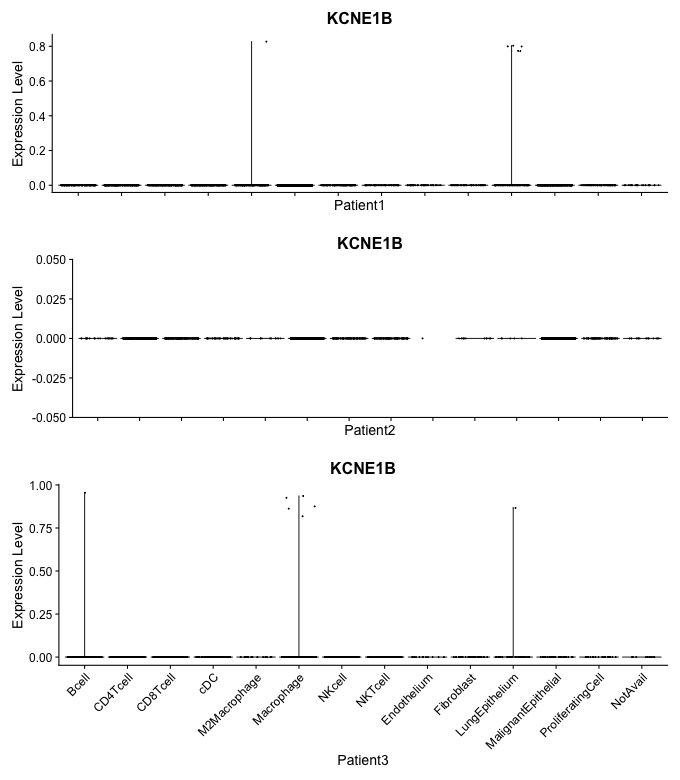 KCNE1B
Expression Level
0.8
0.6
0.4
0.2
0.0
Patient1
KCNE1B
Expression Level
0.050
0.025
0.000
-0.025
-0.050
Patient2
KCNE1B
Expression Level
1.00
0.75
0.50
0.25
0.00
Bcell
CD4Tcell
CD8Tcell
cDC
M2Macrophage
Macrophage
NKcell
NKTcell
Endothelium
Fibroblast
LungEpithelium
MalignantEpithelial
ProliferatingCell
NotAvail
Patient3